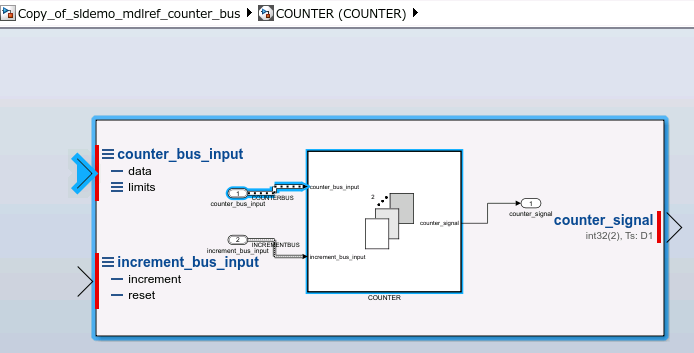 Copy_of_sldemo_mdlref_counter_bus COUNTER (COUNTER)
counter_bus_input
data
limits
1
counter_bus_input
COUNTERBUS
2
increment_bus_input
INCREMENTBUS
counter_bus_input
2
counter_signal
increment_bus_input
COUNTER
1
counter_signal
counter_signal
int32(2), Ts: D1
increment_bus_input
increment
reset